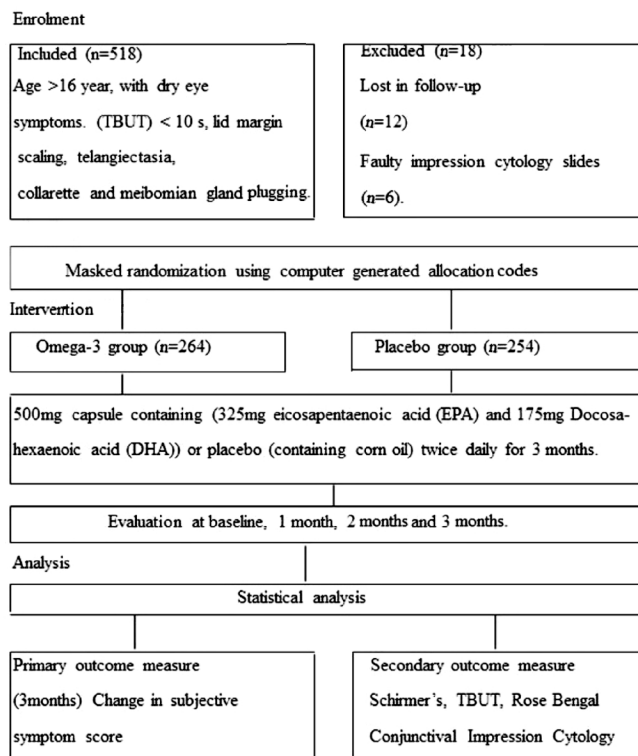 Enrolment
Included (n=518)
Age >16 year, with dry eye
symptoms. (TBUT) < 10 s, lid margin
scaling, telangiectasia,
collarette and meibomian gland plugging.
Excluded (n=18)
Lost in follow-up
(n=12)
Faulty impression cytology slides
(n=6).
Masked randomization using computer generated allocation codes
Intervention
Omega-3 group (n=264)
Placebo group (n=254)
500mg capsule containing (325mg eicosapentaenoic acid (EPA) and 175mg Docosa-
hexaenoic acid (DHA)) or placebo (containing corn oil) twice daily for 3 months.
Evaluation at baseline, 1 month, 2 months and 3 months.
Analysis
Statistical analysis
Primary outcome measure
(3months) Change in subjective
symptom score
Secondary outcome measure
Schirmer's, TBUT, Rose Bengal
Conjunctival Impression Cytology